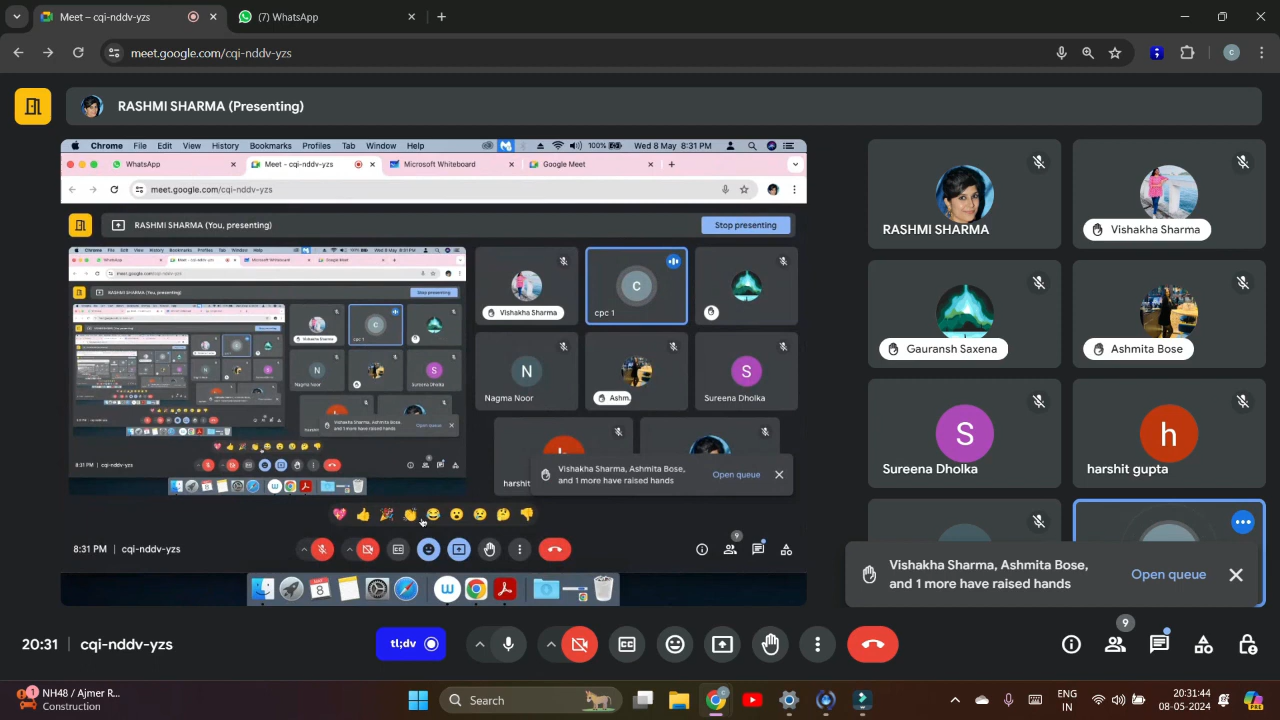 Meet – cqi-nddv-yzs
(7) WhatsApp
meet.google.com/cqi-nddv-yzs
C
RASHMI SHARMA (Presenting)
Chrome File Edit View History Bookmarks Profiles Tab Window Help 100% Wed 8 May 8:31 PM
WhatsApp
Meet - cqi-nddv-yzs
Microsoft Whiteboard
Google Meet
meet.google.com/cqi-nddv-yzs
RASHMI SHARMA (You, presenting)
Stop presenting
Vishakha Sharma
C
cpc 1
N
Nagma Noor
Ashm.
S
Sureena Dholka
harshit
Vishakha Sharma, Ashmita Bose,
and 1 more have raised hands
Open queue
8:31 PM | cqi-nddv-yzs
9
RASHMI SHARMA
Vishakha Sharma
Gauransh Saxena
Ashmita Bose
S
Sureena Dholka
h
harshit gupta
Vishakha Sharma, Ashmita Bose,
and 1 more have raised hands
Open queue
20:31 | cqi-nddv-yzs
tl;dv
9
1
NH48 / Ajmer R...
Construction
Search
ENG
IN
20:31:44
08-05-2024